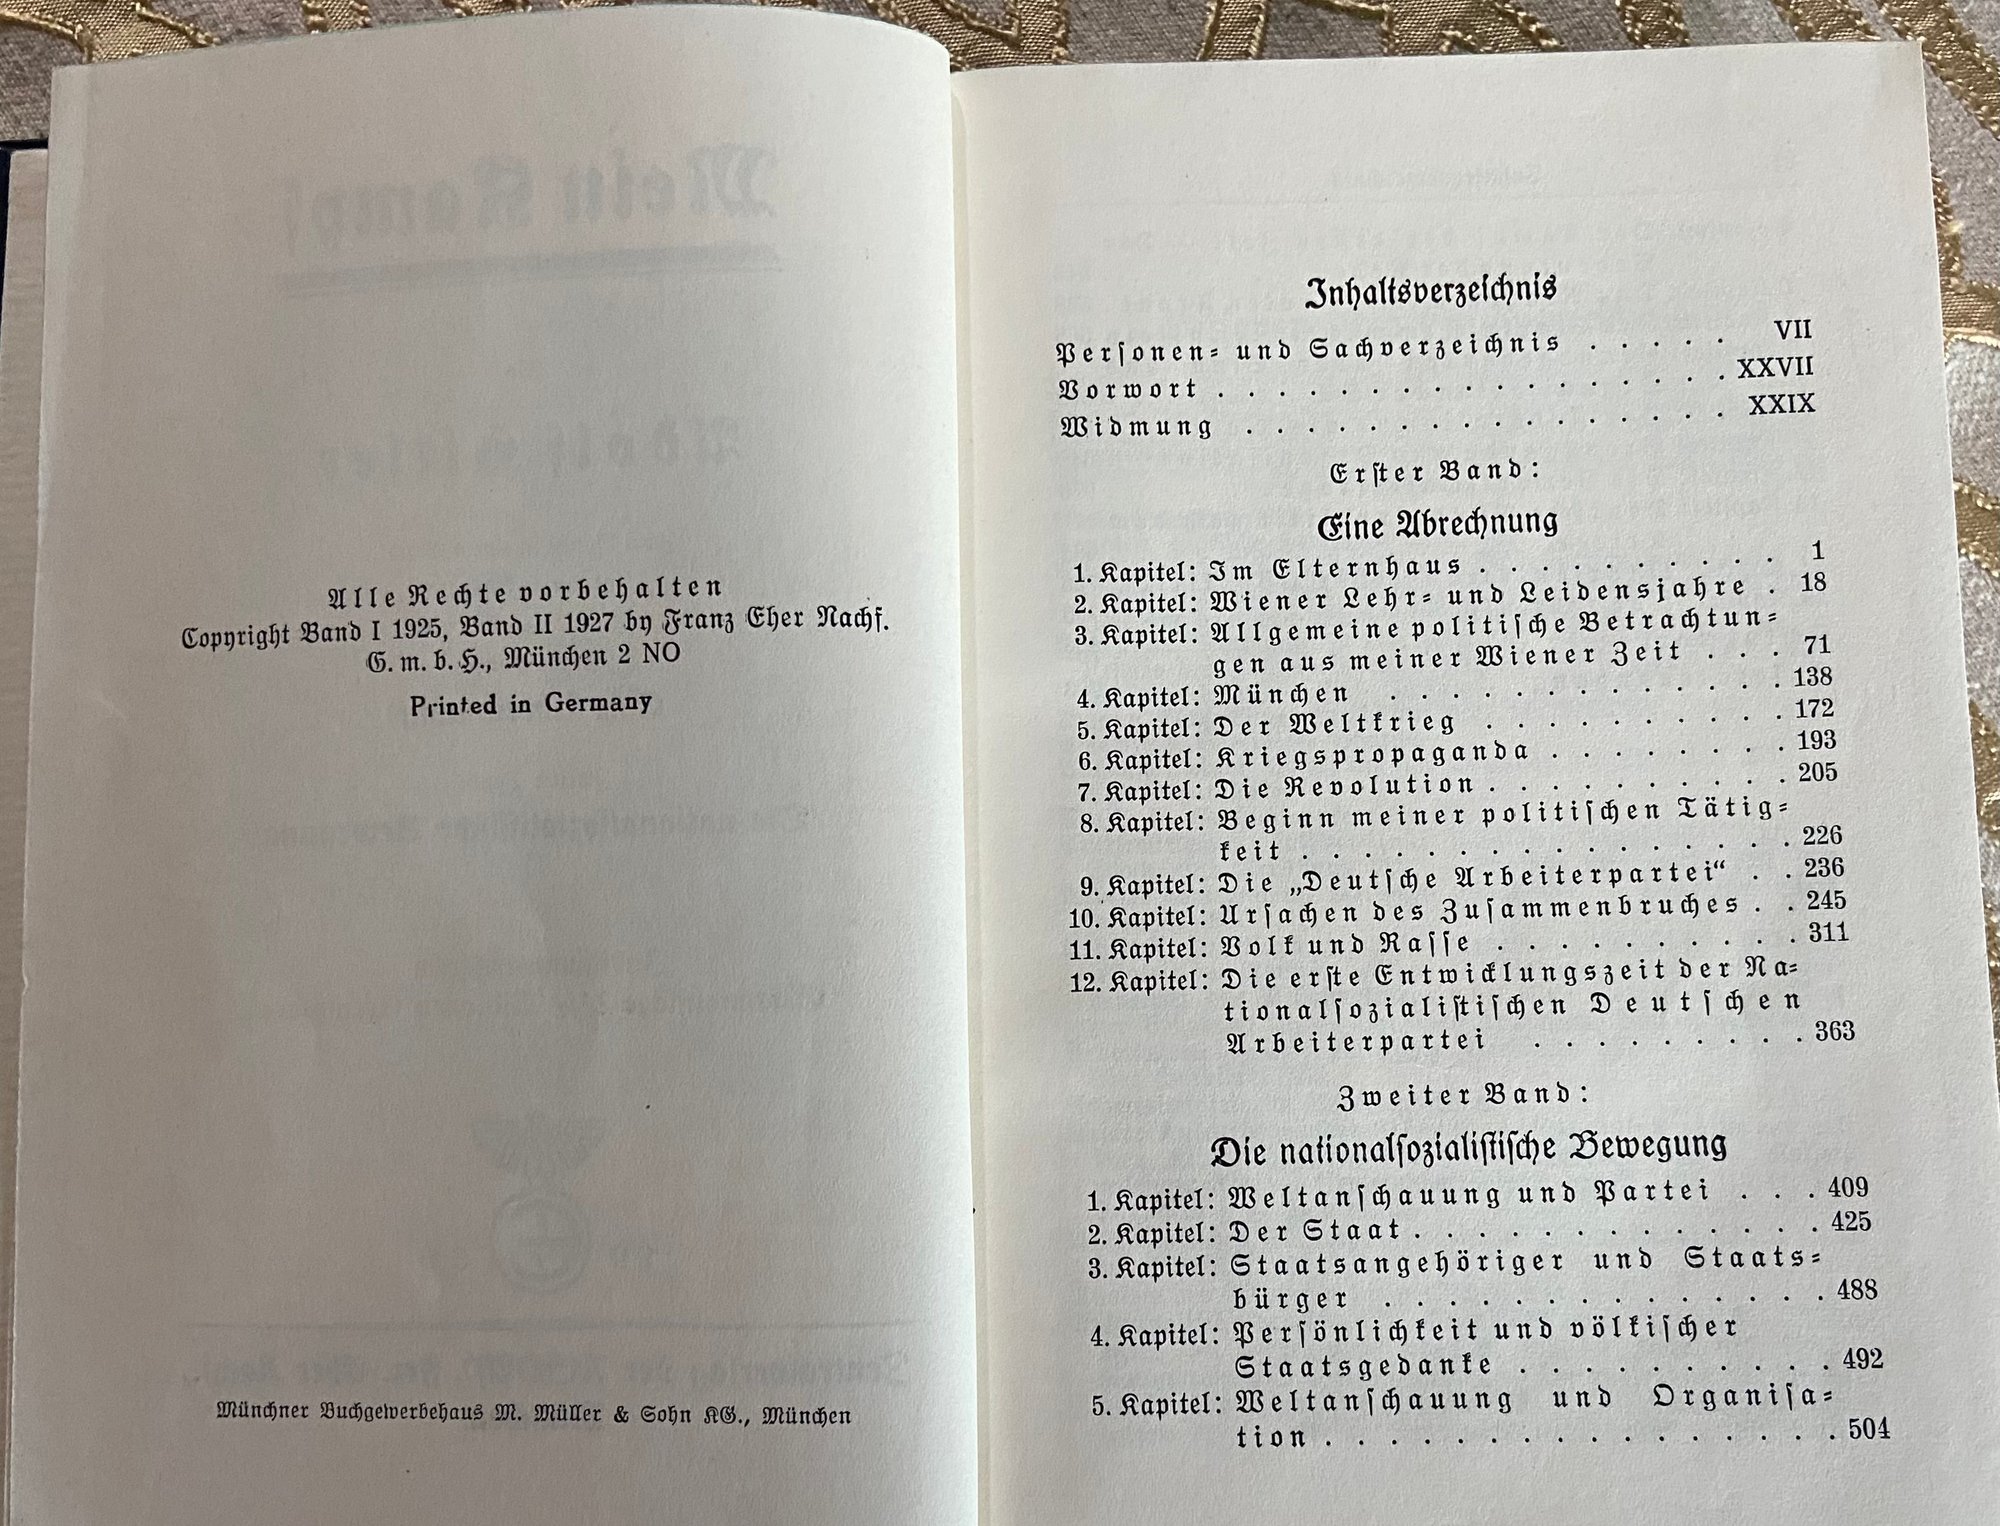 Alle Rechte vorbehalten
Copyright Band I 1925, Band II 1927 by Franz Eher Nachf.
G. m. b. H., München 2 NO
Printed in Germany
Münchner Buchgewerbehaus M. Müller & Sohn KG., München
Inhaltsverzeichnis
Perſonen- und Sachverzeichnis . . . . . VII
Vorwort . . . . . . . . . . . . . . . . . XXVII
Widmung . . . . . . . . . . . . . . . . XXIX
Erſter Band:
Eine Abrechnung
1. Kapitel: Im Elternhaus . . . . . . . . . . 1
2. Kapitel: Wiener Lehr- und Leidensjahre . 18
3. Kapitel: Allgemeine politiſche Betrachtun-
gen aus meiner Wiener Zeit . . . 71
4. Kapitel: München . . . . . . . . . . . . . 138
5. Kapitel: Der Weltkrieg . . . . . . . . . . 172
6. Kapitel: Kriegspropaganda . . . . . . . . 193
7. Kapitel: Die Revolution . . . . . . . . . . 205
8. Kapitel: Beginn meiner politiſchen Tätig-
keit . . . . . . . . . . . . . . . . 226
9. Kapitel: Die „Deutſche Arbeiterpartei“ . . 236
10. Kapitel: Urſachen des Zuſammenbruches . . 245
11. Kapitel: Volk und Raſſe . . . . . . . . . . 311
12. Kapitel: Die erſte Entwicklungszeit der Na-
tionalſozialiſtiſchen Deutſchen
Arbeiterpartei . . . . . . . . . 363
Zweiter Band:
Die nationalſozialiſtiſche Bewegung
1. Kapitel: Weltanſchauung und Partei . . . 409
2. Kapitel: Der Staat . . . . . . . . . . . . . 425
3. Kapitel: Staatsangehöriger und Staats-
bürger . . . . . . . . . . . . . . 488
4. Kapitel: Perſönlichkeit und völkiſcher
Staatsgedanke . . . . . . . . . . 492
5. Kapitel: Weltanſchauung und Organiſa-
tion . . . . . . . . . . . . . . . . 504